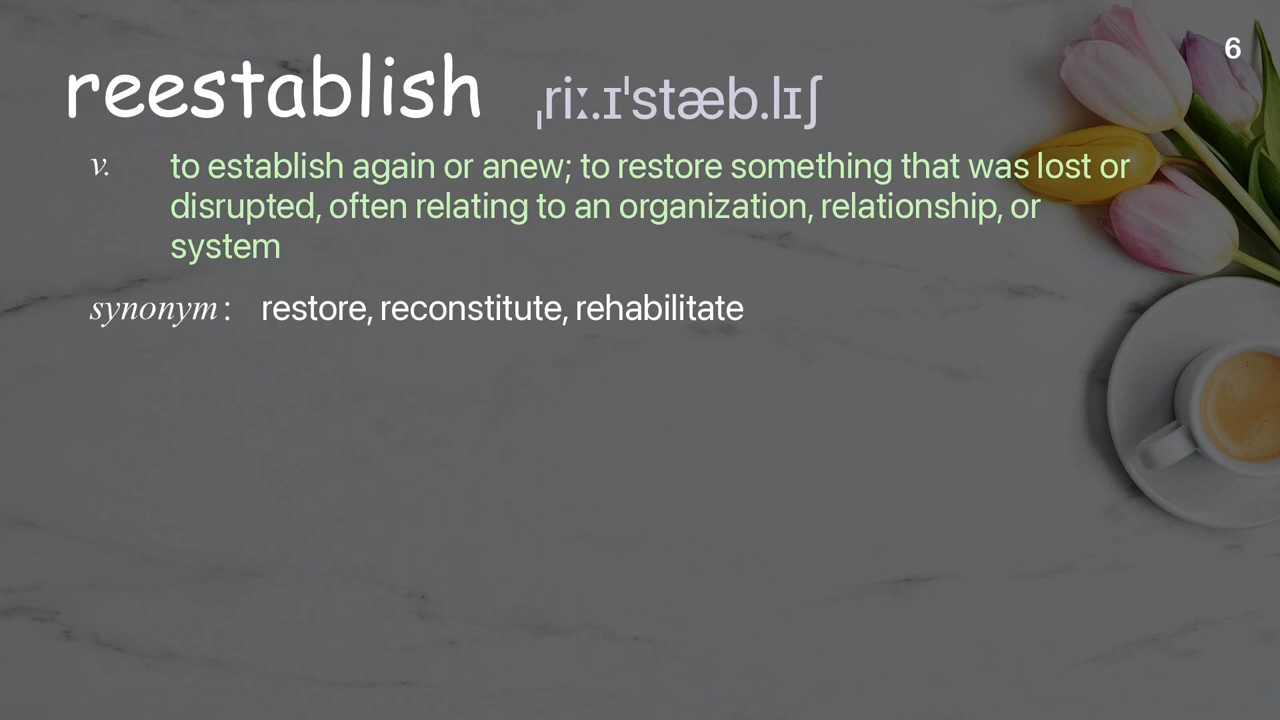 6
reestablish ˌriː.ɪˈstæb.lɪʃ
v. to establish again or anew; to restore something that was lost or
disrupted, often relating to an organization, relationship, or
system
synonym : restore, reconstitute, rehabilitate